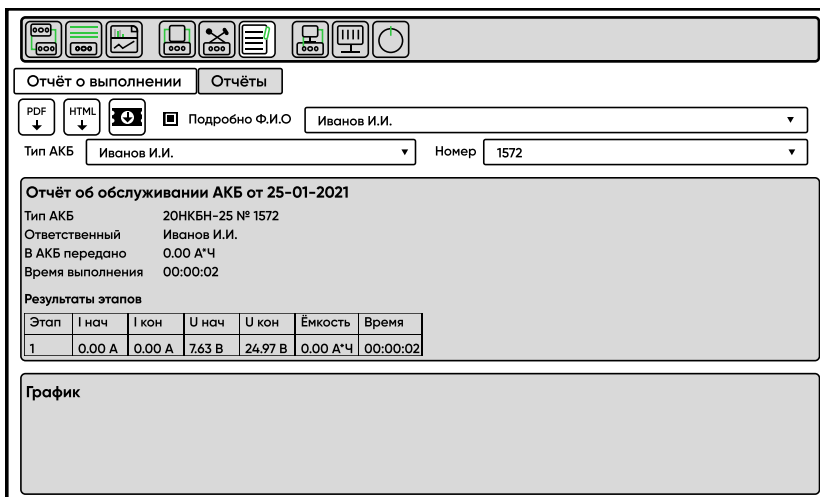 Отчёт о выполнении Отчёты
PDF HTML Подробно Ф.И.О Иванов И.И.
Тип АКБ Иванов И.И. Номер 1572
Отчёт об обслуживании АКБ от 25-01-2021
Тип АКБ 20НКБН-25 № 1572
Ответственный Иванов И.И.
В АКБ передано 0.00 А*Ч
Время выполнения 00:00:02
Результаты этапов
Этап I нач I кон U нач U кон Ёмкость Время
1 0.00 А 0.00 А 7.63 В 24.97 В 0.00 А*Ч 00:00:02
График